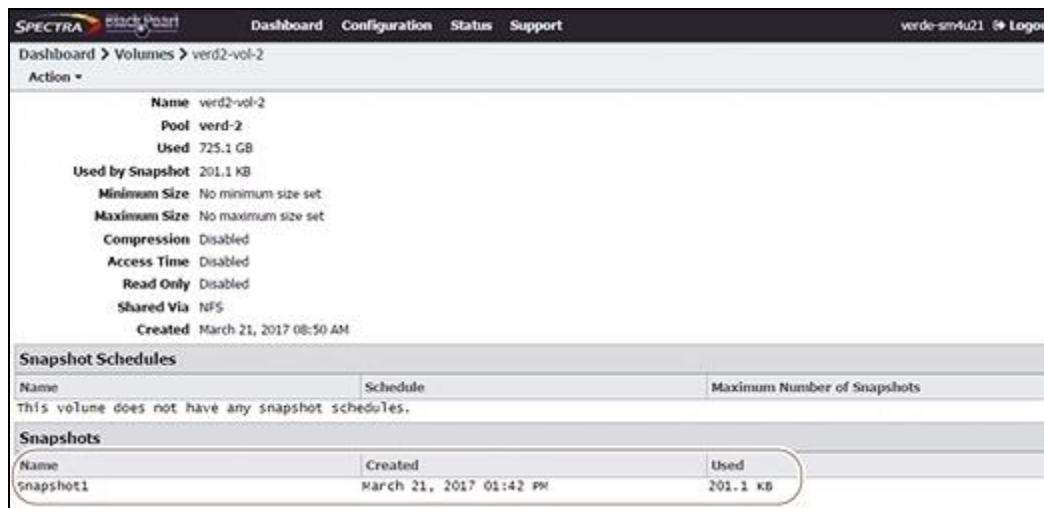 SPECTRA BlackPearl Dashboard Configuration Status Support verde-sm4u21 Logou
Dashboard > Volumes > verd2-vol-2
Action
Name verd2-vol-2
Pool verd-2
Used 725.1 GB
Used by Snapshot 201.1 KB
Minimum Size No minimum size set
Maximum Size No maximum size set
Compression Disabled
Access Time Disabled
Read Only Disabled
Shared Via NFS
Created March 21, 2017 08:50 AM
Snapshot Schedules
Name Schedule Maximum Number of Snapshots
This volume does not have any snapshot schedules.
Snapshots
Name Created Used
snapshot1 March 21, 2017 01:42 PM 201.1 KB